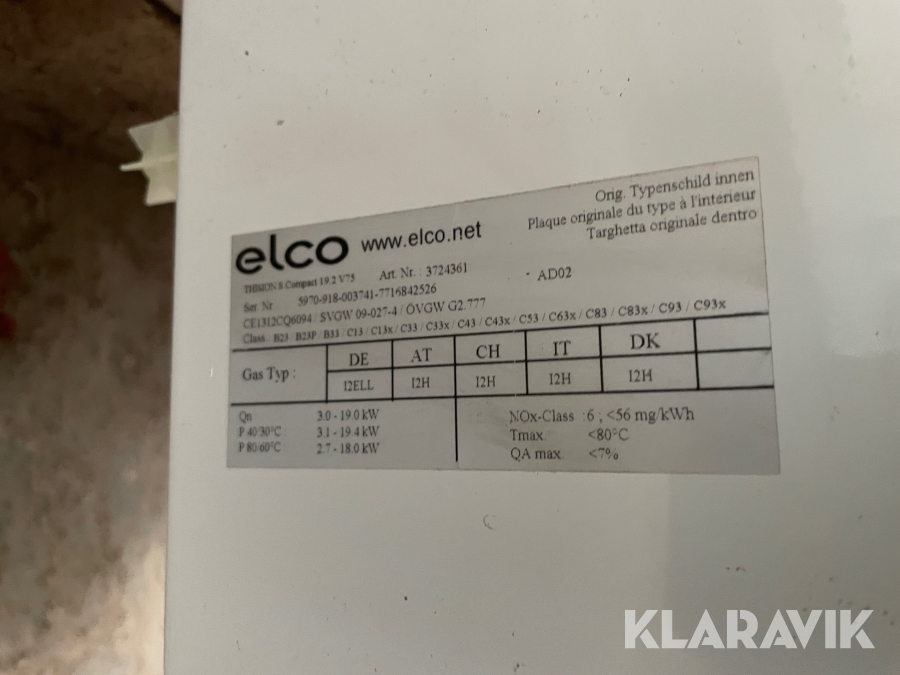 elco www.elco.net
Orig. Typenschild innen
Plaque originale du type à l'intérieur
Targhetta originale dentro
THISION S Compact 19.2 V75 Art. Nr. : 3724361 - AD02
Ser Nr. 5970-918-003741-7716842526
CE1312CQ6094 / SVGW 09-027-4 / ÖVGW G2.777
Class. B23 / B23P / B33 / C13 / C13x / C33 / C33x / C43 / C43x / C53 / C63x / C83 / C83x / C93 / C93x
Gas Typ : DE AT CH IT DK
I2ELL I2H I2H I2H I2H
Qn 3.0 - 19.0 kW
P 40/30°C : 3.1 - 19.4 kW
P 80/60°C : 2.7 - 18.0 kW
NOx-Class :6 ; <56 mg/kWh
Tmax. <80°C
QA max. <7%
KLARAVIK